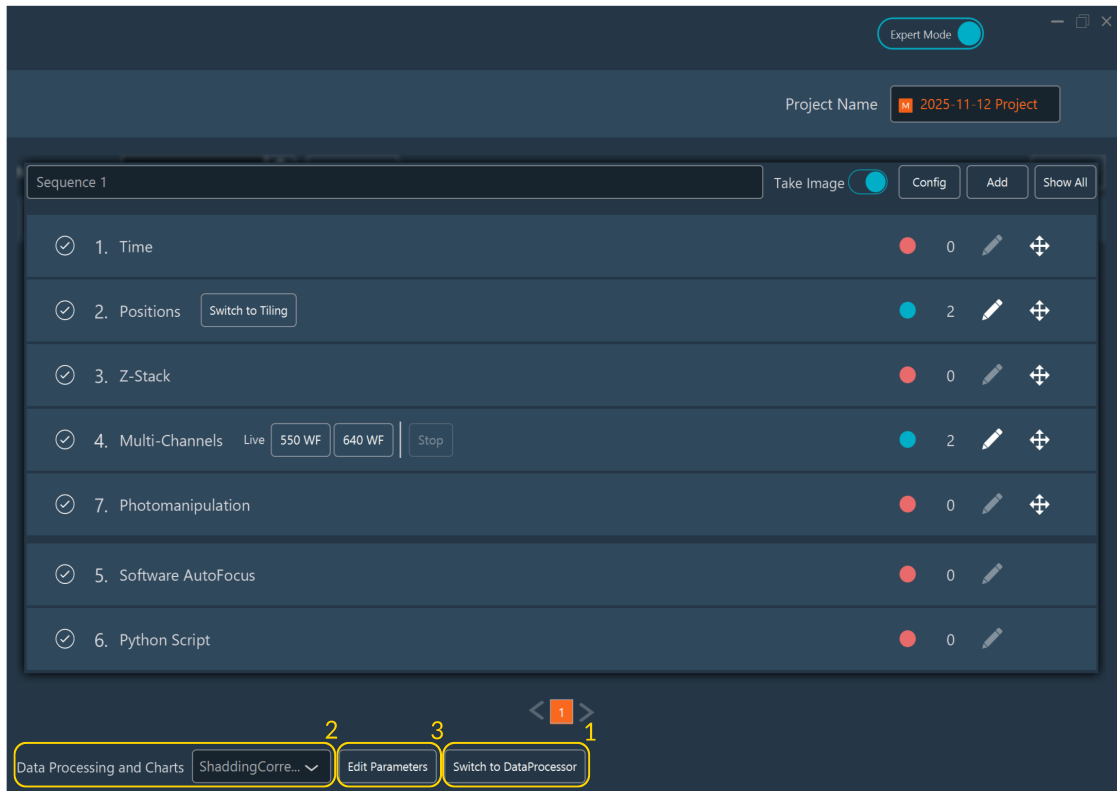 Expert Mode
Project Name M 2025-11-12 Project
Sequence 1 Take Image Config Add Show All
1. Time 0
2. Positions Switch to Tiling 2
3. Z-Stack 0
4. Multi-Channels Live 550 WF 640 WF Stop 2
7. Photomanipulation 0
5. Software AutoFocus 0
6. Python Script 0
1
2 3 1
Data Processing and Charts ShaddingCorre... Edit Parameters Switch to DataProcessor